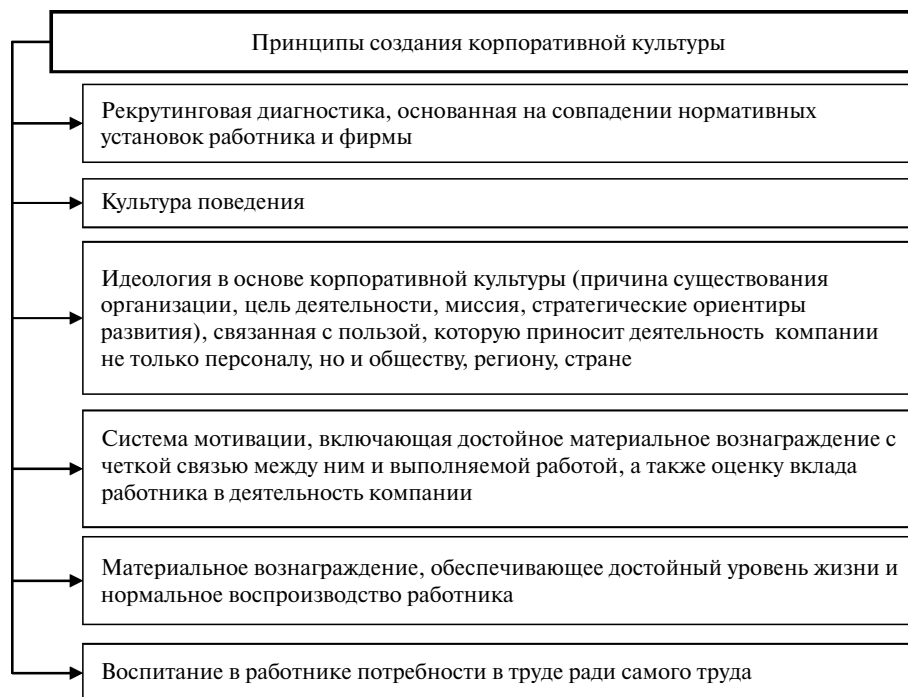 Принципы создания корпоративной культуры
Рекрутинговая диагностика, основанная на совпадении нормативных
установок работника и фирмы
Культура поведения
Идеология в основе корпоративной культуры (причина существования
организации, цель деятельности, миссия, стратегические ориентиры
развития), связанная с пользой, которую приносит деятельность компании
не только персоналу, но и обществу, региону, стране
Система мотивации, включающая достойное материальное вознаграждение с
четкой связью между ним и выполняемой работой, а также оценку вклада
работника в деятельность компании
Материальное вознаграждение, обеспечивающее достойный уровень жизни и
нормальное воспроизводство работника
Воспитание в работнике потребности в труде ради самого труда